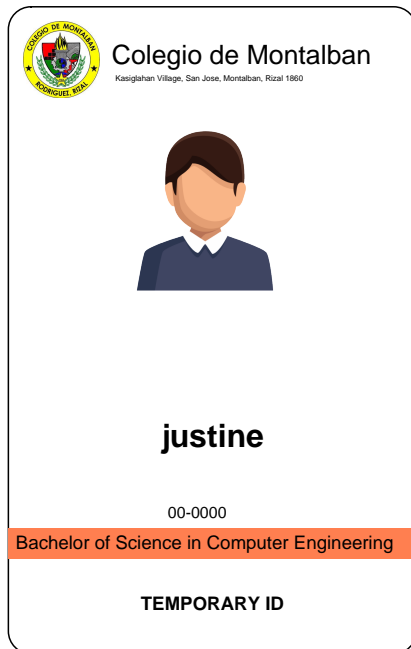 COLEGIO DE MONTALBAN
RODRIGUEZ, RIZAL
Colegio de Montalban
Kasiglahan Village, San Jose, Montalban, Rizal 1860
justine
00-0000
Bachelor of Science in Computer Engineering
TEMPORARY ID